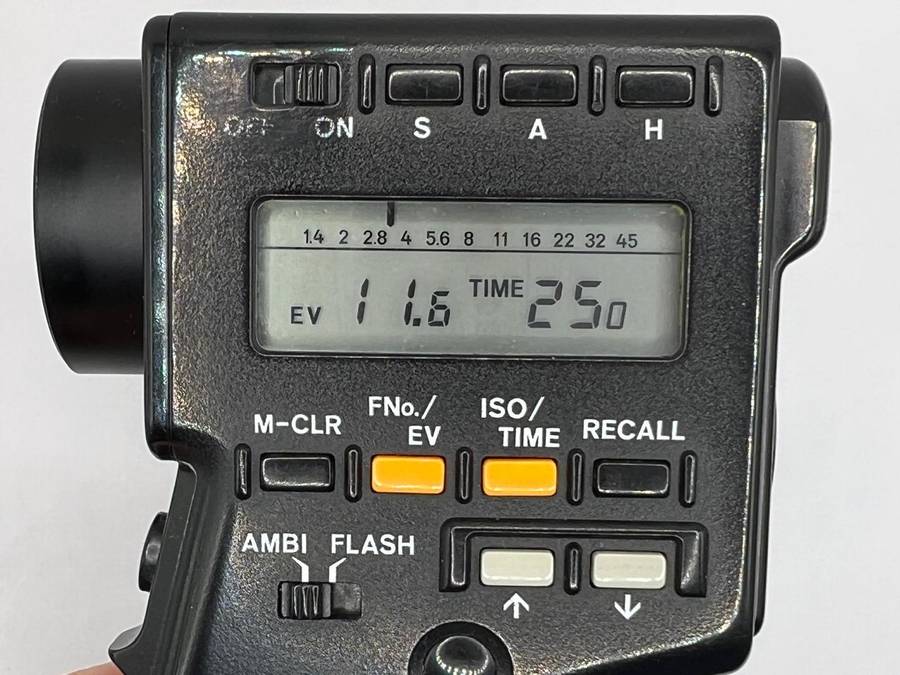 OFF ON S A H
1.4 2 2.8 4 5.6 8 11 16 22 32 45
EV 11.6 TIME 250
M-CLR FNo./EV ISO/TIME RECALL
AMBI FLASH
↑ ↓